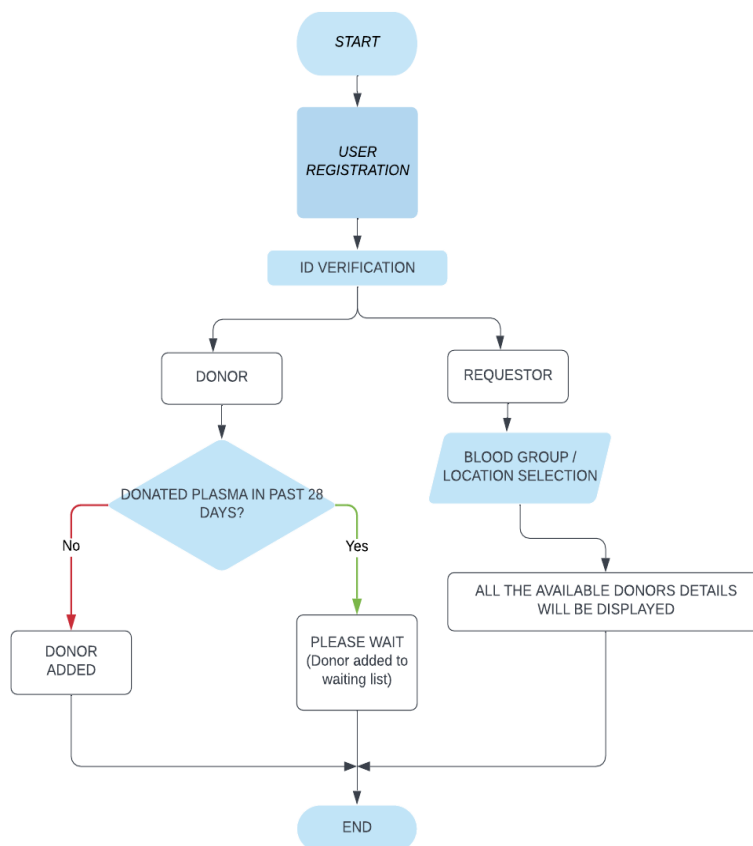 START
USER
REGISTRATION
ID VERIFICATION
DONOR
REQUESTOR
BLOOD GROUP /
LOCATION SELECTION
DONATED PLASMA IN PAST 28
DAYS?
No
Yes
ALL THE AVAILABLE DONORS DETAILS
WILL BE DISPLAYED
DONOR
ADDED
PLEASE WAIT
(Donor added to
waiting list)
END